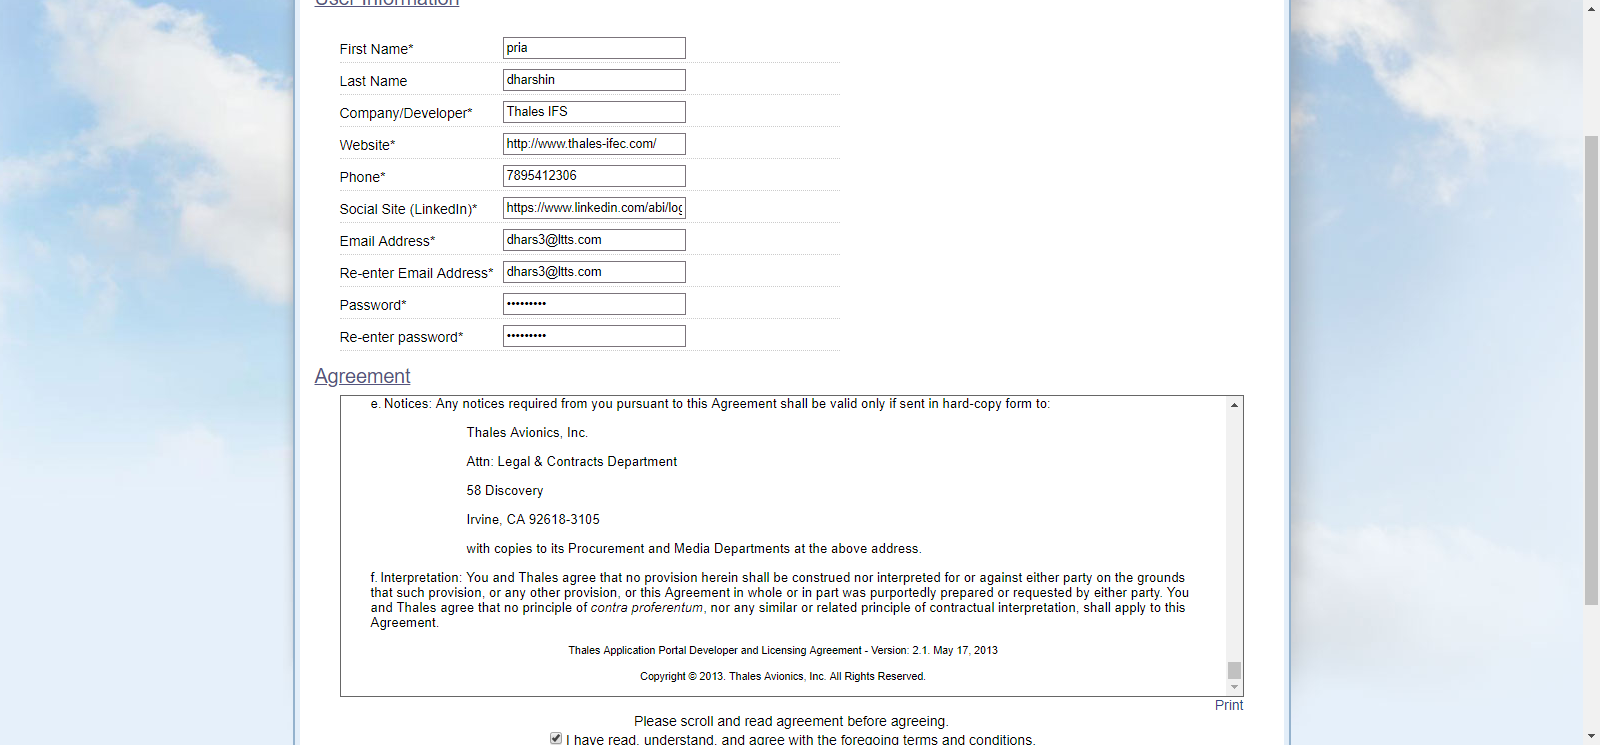 User Information
First Name* pria
Last Name dharshin
Company/Developer* Thales IFS
Website* http://www.thales-ifec.com/
Phone* 7895412306
Social Site (LinkedIn)* https://www.linkedin.com/abi/log
Email Address* dhars3@ltts.com
Re-enter Email Address* dhars3@ltts.com
Password* •••••••••
Re-enter password* •••••••••
Agreement
e. Notices: Any notices required from you pursuant to this Agreement shall be valid only if sent in hard-copy form to:
Thales Avionics, Inc.
Attn: Legal & Contracts Department
58 Discovery
Irvine, CA 92618-3105
with copies to its Procurement and Media Departments at the above address.
f. Interpretation: You and Thales agree that no provision herein shall be construed nor interpreted for or against either party on the grounds
that such provision, or any other provision, or this Agreement in whole or in part was purportedly prepared or requested by either party. You
and Thales agree that no principle of contra proferentum, nor any similar or related principle of contractual interpretation, shall apply to this
Agreement.
Thales Application Portal Developer and Licensing Agreement - Version: 2.1. May 17, 2013
Copyright © 2013. Thales Avionics, Inc. All Rights Reserved.
Print
Please scroll and read agreement before agreeing.
I have read, understand, and agree with the foregoing terms and conditions.